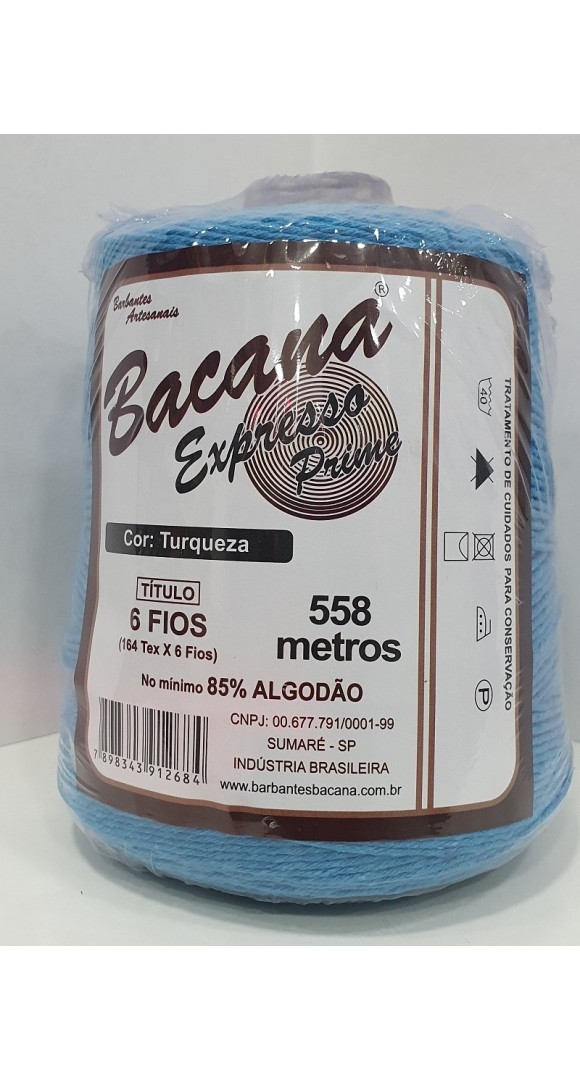 Barbantes
Artesanais
Bacana®
Expresso
Prime
Cor: Turqueza
TÍTULO
6 FIOS
(164 Tex X 6 Fios)
558
metros
No mínimo 85% ALGODÃO
CNPJ: 00.677.791/0001-99
SUMARÉ - SP
INDÚSTRIA BRASILEIRA
www.barbantesbacana.com.br
7 898343 912684
TRATAMENTO DE CUIDADOS PARA CONSERVAÇÃO
40
P